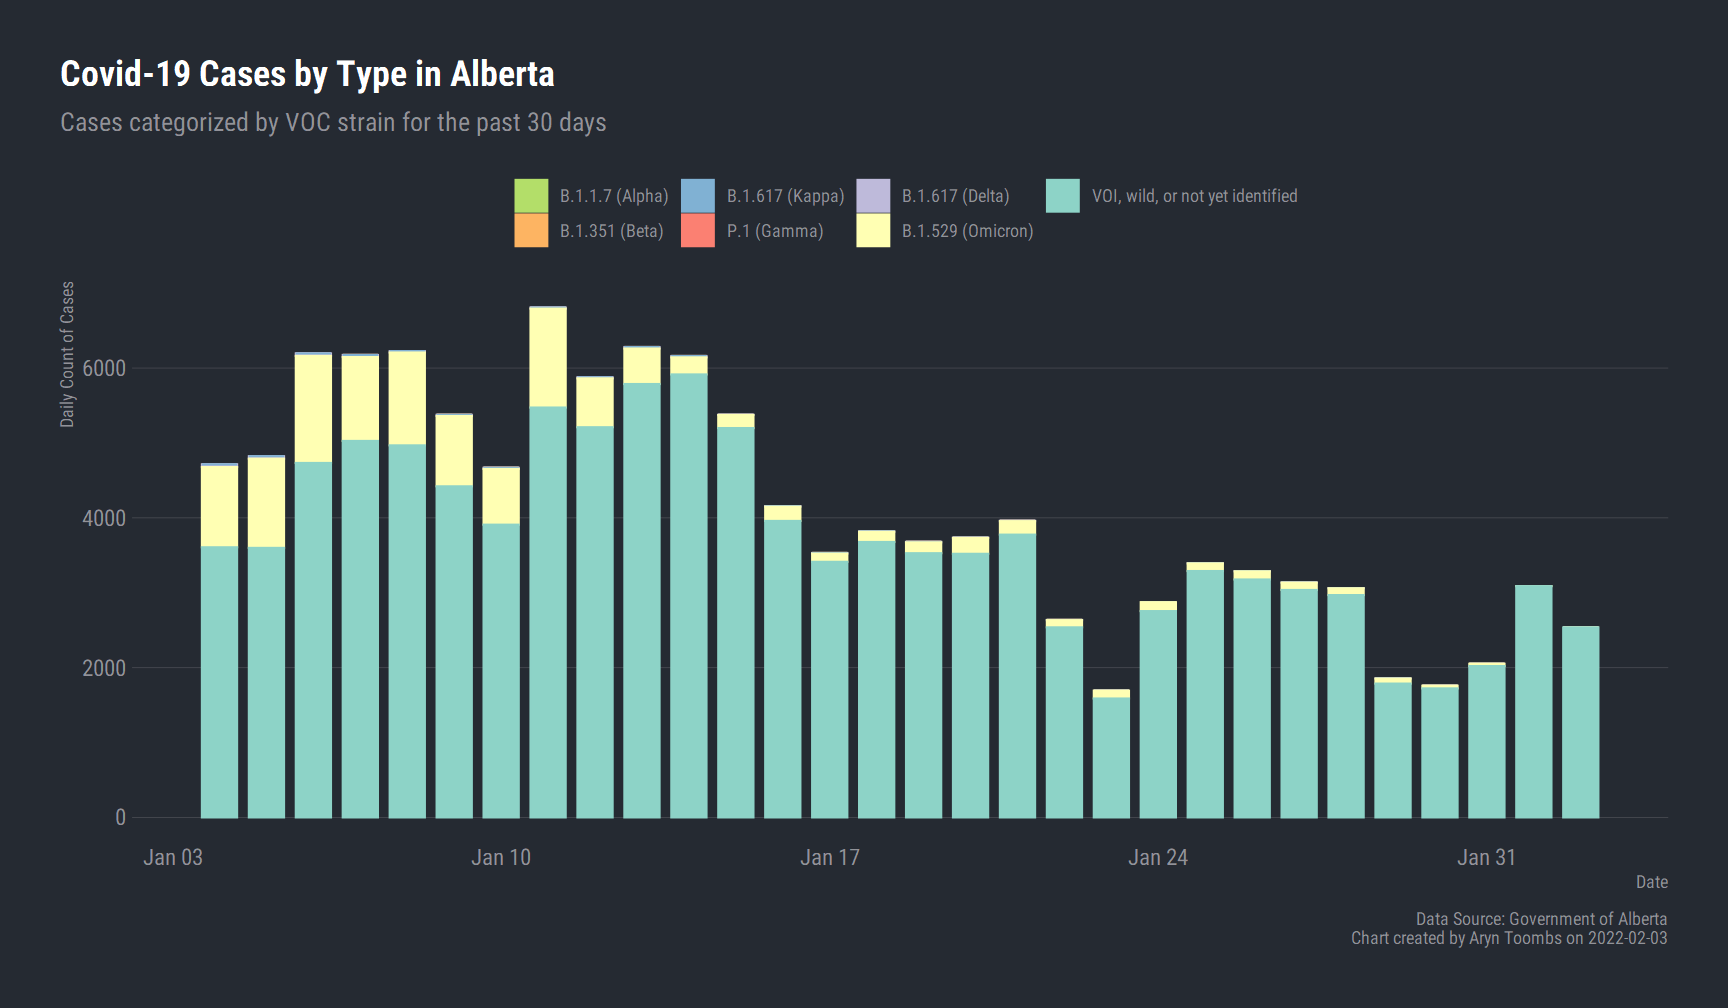 Covid-19 Cases by Type in Alberta
Cases categorized by VOC strain for the past 30 days
B.1.1.7 (Alpha) B.1.617 (Kappa) B.1.617 (Delta) VOI, wild, or not yet identified
B.1.351 (Beta) P.1 (Gamma) B.1.529 (Omicron)
Daily Count of Cases
6000
4000
2000
0
Jan 03 Jan 10 Jan 17 Jan 24 Jan 31
Date
Data Source: Government of Alberta
Chart created by Aryn Toombs on 2022-02-03